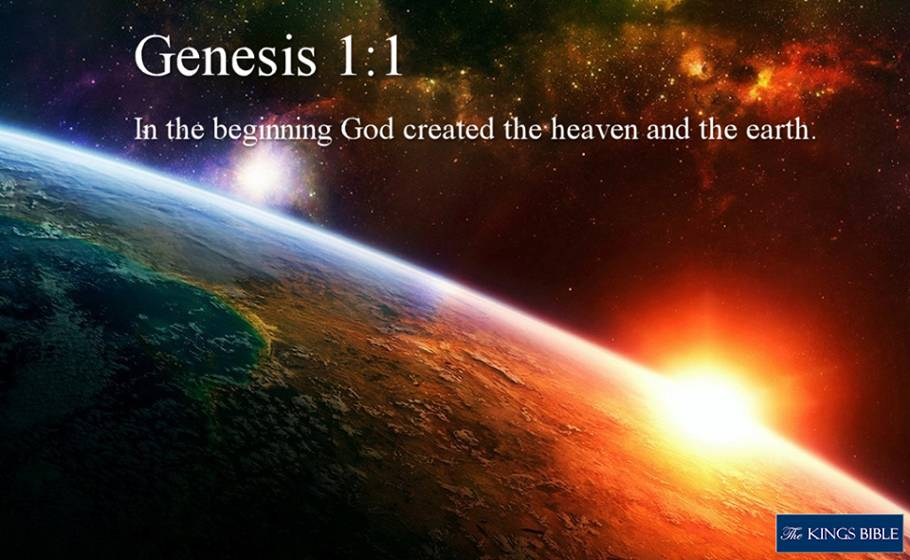 Genesis 1:1
In the beginning God created the heaven and the earth.
The KINGS BIBLE